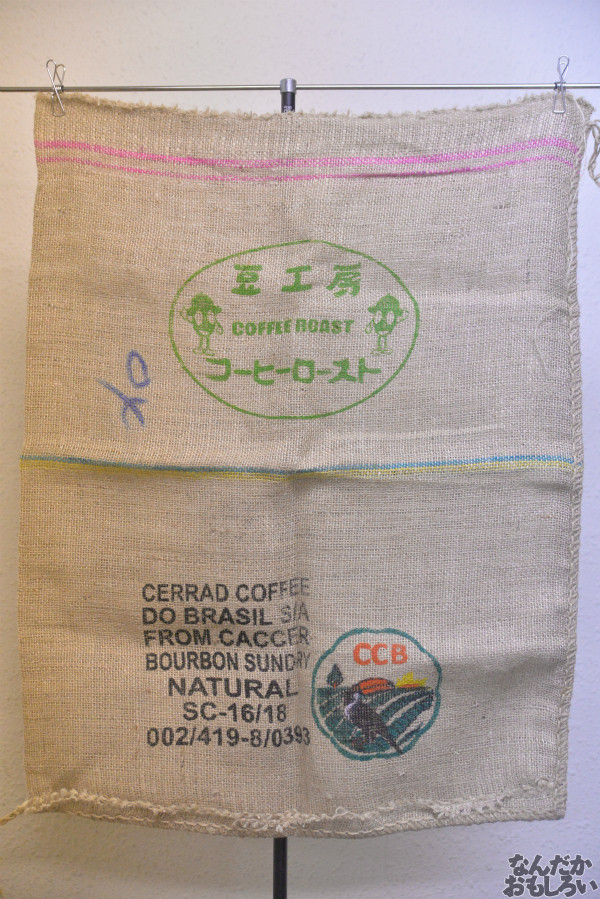 豆工房
COFFEE ROAST
コーヒーロースト
CERRAD COFFEE
DO BRASIL S/A
FROM CACCER
BOURBON SUNDRY
NATURAL
SC-16/18
002/419-8/0393
CCB
なんだか
おもしろい